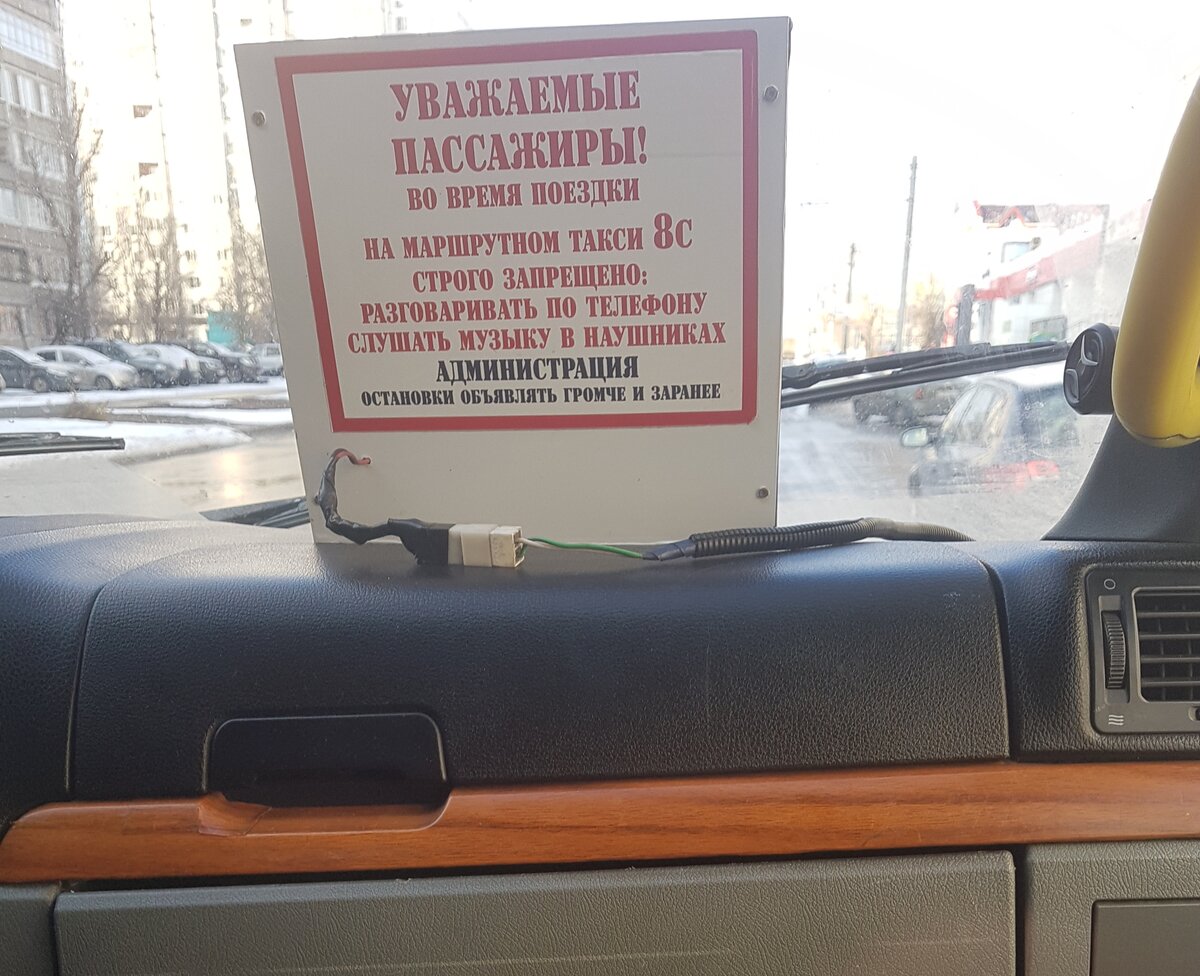 УВАЖАЕМЫЕ
ПАССАЖИРЫ!
ВО ВРЕМЯ ПОЕЗДКИ
НА МАРШРУТНОМ ТАКСИ 8С
СТРОГО ЗАПРЕЩЕНО:
РАЗГОВАРИВАТЬ ПО ТЕЛЕФОНУ
СЛУШАТЬ МУЗЫКУ В НАУШНИКАХ
АДМИНИСТРАЦИЯ
ОСТАНОВКИ ОБЪЯВЛЯТЬ ГРОМЧЕ И ЗАРАНЕЕ